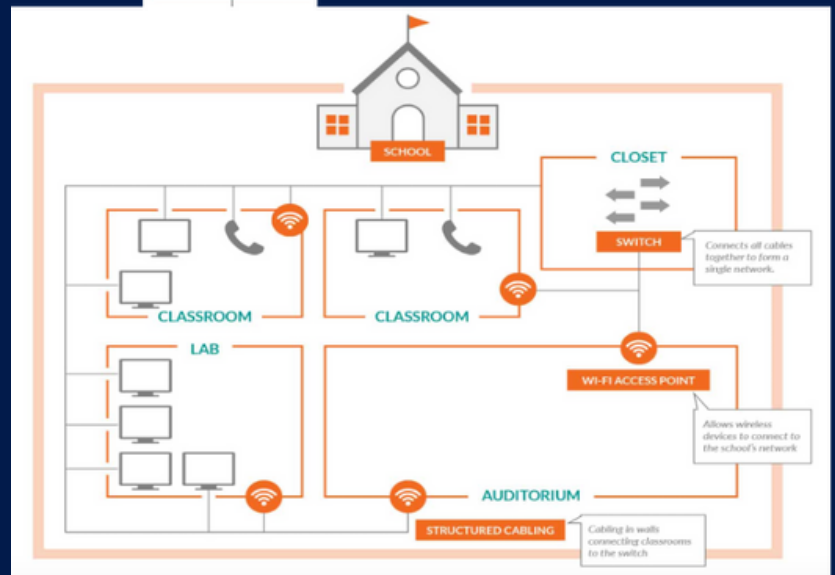 SCHOOL
CLOSET
SWITCH
Connects all cables
together to form a
single network.
CLASSROOM
CLASSROOM
LAB
WI-FI ACCESS POINT
Allows wireless
devices to connect to
the school's network
AUDITORIUM
STRUCTURED CABLING
Cabling in walls
connecting classrooms
to the switch